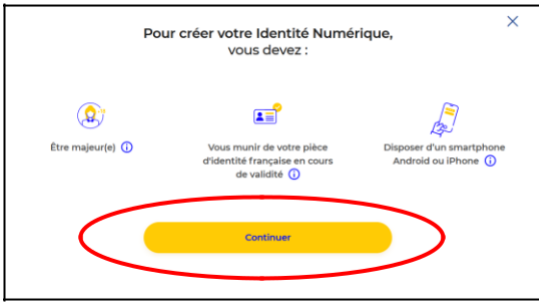 Pour créer votre Identité Numérique,
vous devez :
Être majeur(e)
Vous munir de votre pièce
d'identité française en cours
de validité
Disposer d'un smartphone
Android ou iPhone
Continuer